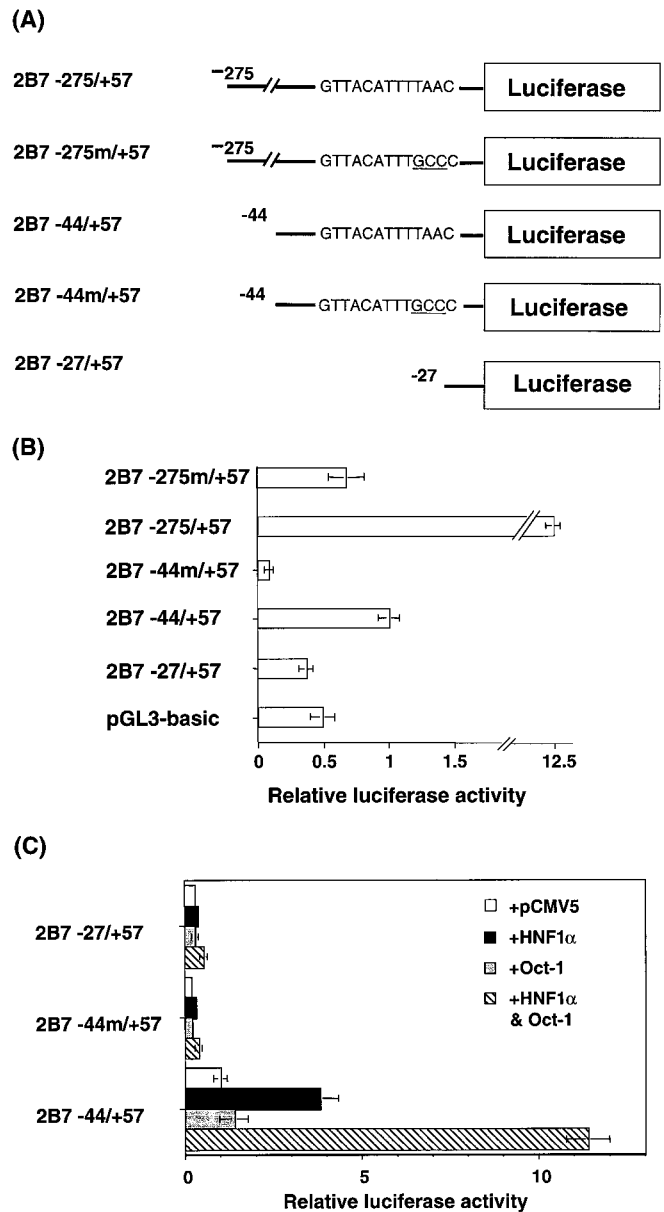 (A)
2B7 -275/+57
−275
GTTACATTTTAAC
Luciferase
2B7 -275m/+57
−275
GTTACATTTGCCC
Luciferase
2B7 -44/+57
-44
GTTACATTTTAAC
Luciferase
2B7 -44m/+57
-44
GTTACATTTGCCC
Luciferase
2B7 -27/+57
-27
Luciferase
(B)
2B7 -275m/+57
2B7 -275/+57
2B7 -44m/+57
2B7 -44/+57
2B7 -27/+57
pGL3-basic
0 0.5 1 1.5 12.5
Relative luciferase activity
(C)
+pCMV5
+HNF1α
+Oct-1
+HNF1α
& Oct-1
2B7 -27/+57
2B7 -44m/+57
2B7 -44/+57
0 5 10
Relative luciferase activity